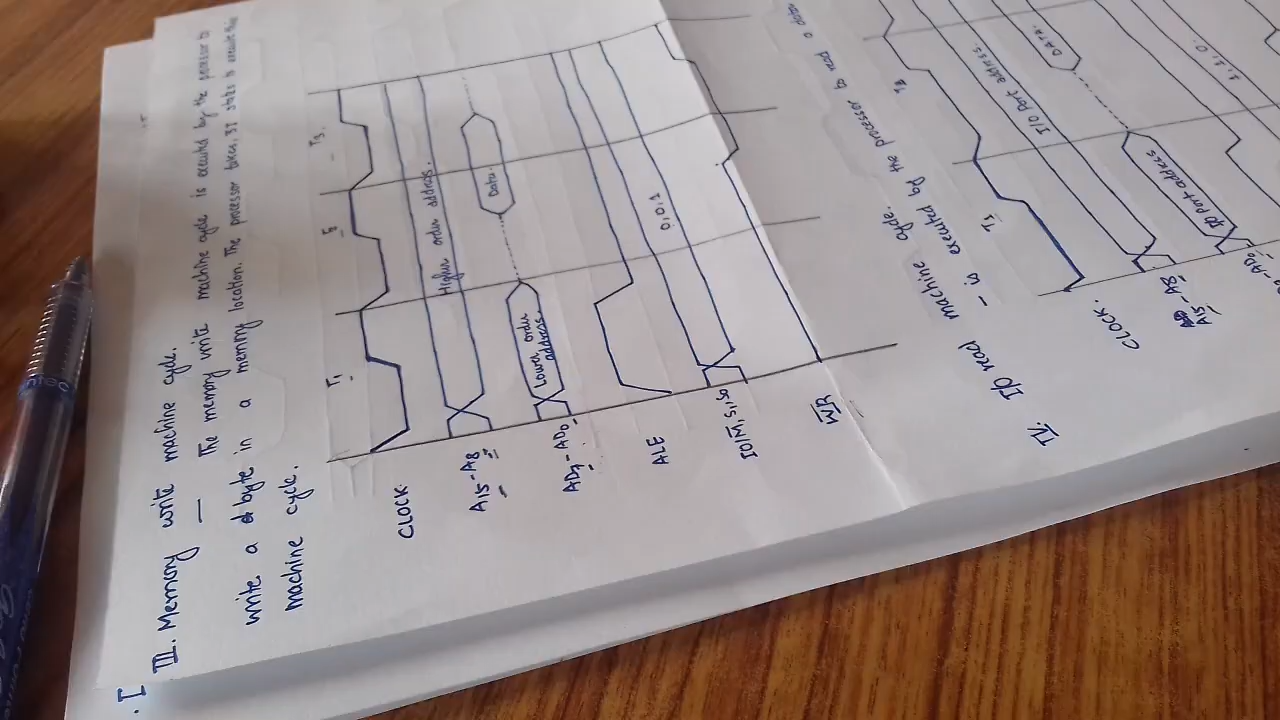 III. Memory write machine cycle.
— The memory write machine cycle is executed by the processor to
write a byte in a memory location. The processor takes, 3T states to execute this
machine cycle.
T1 T2 T3
CLOCK
A15-A8 Higher order address.
AD7-AD0 Lower order address. Data.
ALE
IO/M, S1, S0 0,0,1
WR
IV. I/O read machine cycle.
- is executed by the processor to read a data
T1 T2
CLOCK.
A15-A8 I/O Port address.
AD0 I/O port address DATA.